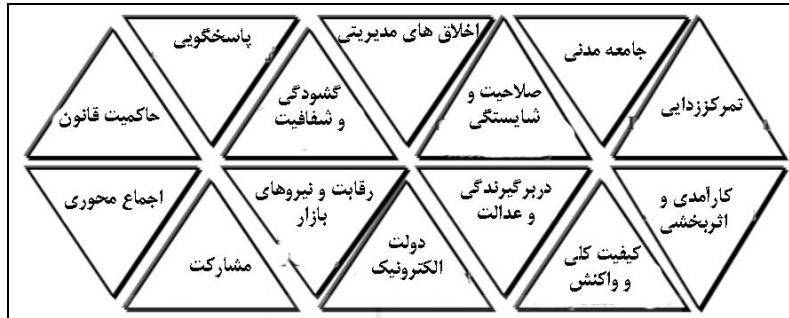 جامعه مدنی
اخلاق های مدیریتی
پاسخگویی
تمرکززدایی
صلاحیت و
شایستگی
گشودگی
و شفافیت
حاکمیت قانون
کارآمدی و
اثربخشی
دربرگیرندگی
و عدالت
رقابت و نیروهای
بازار
اجماع محوری
کیفیت کلی
و واکنش
دولت
الکترونیک
مشارکت